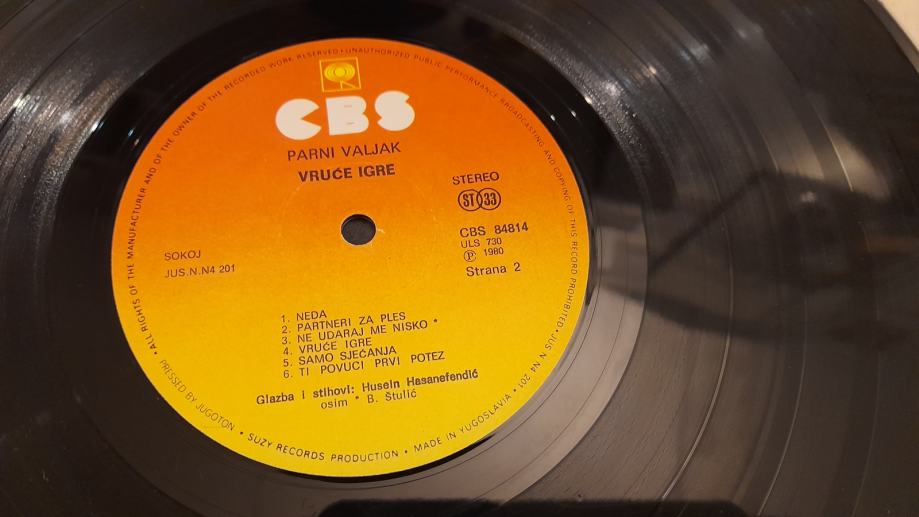 • ALL RIGHTS OF THE MANUFACTURER AND OF THE OWNER OF THE RECORDED WORK RESERVED • UNAUTHORIZED PUBLIC PERFORMANCE BROADCASTING AND COPYING OF THIS RECORD PROHIBITED • JUS N N4 201 •
CBS
PARNI VALJAK
VRUĆE IGRE
STEREO
ST 33
CBS 84814
ULS 730
Ⓟ 1980
Strana 2
SOKOJ
JUS.N.N4 201
1. NEDA
2. PARTNERI ZA PLES
3. NE UDARAJ ME NISKO *
4. VRUĆE IGRE
5. SAMO SJEĆANJA
6. TI POVUCI PRVI POTEZ
Glazba i stihovi: Husein Hasanefendić
osim * B. Štulić
PRESSED BY JUGOTON • SUZY RECORDS PRODUCTION • MADE IN YUGOSLAVIA •